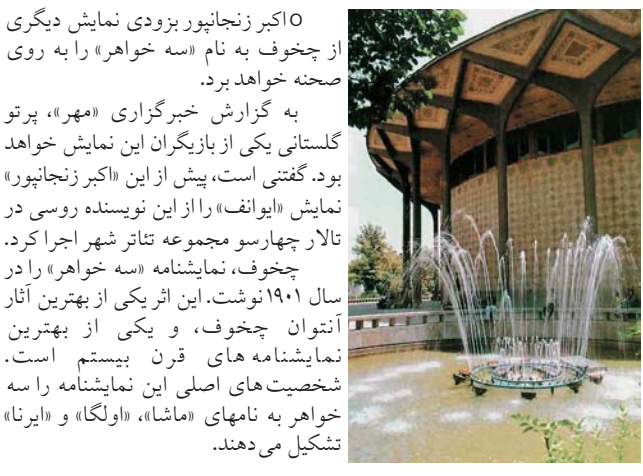 o اکبر زنجانپور بزودی نمایش دیگری
از چخوف به نام «سه خواهر» را به روی
صحنه خواهد برد.
به گزارش خبرگزاری «مهر»، پرتو
گلستانی یکی از بازیگران این نمایش خواهد
بود. گفتنی است، پیش از این «اکبر زنجانپور»
نمایش «ایوانف» را از این نویسنده روسی در
تالار چهارسو مجموعه تئاتر شهر اجرا کرد.
چخوف، نمایشنامه «سه خواهر» را در
سال ۱۹۰۱ نوشت. این اثر یکی از بهترین آثار
آنتوان چخوف، و یکی از بهترین
نمایشنامه های قرن بیستم است.
شخصیت‌های اصلی این نمایشنامه را سه
خواهر به نامهای «ماشا»، «اولگا» و «ایرنا»
تشکیل می‌دهند.